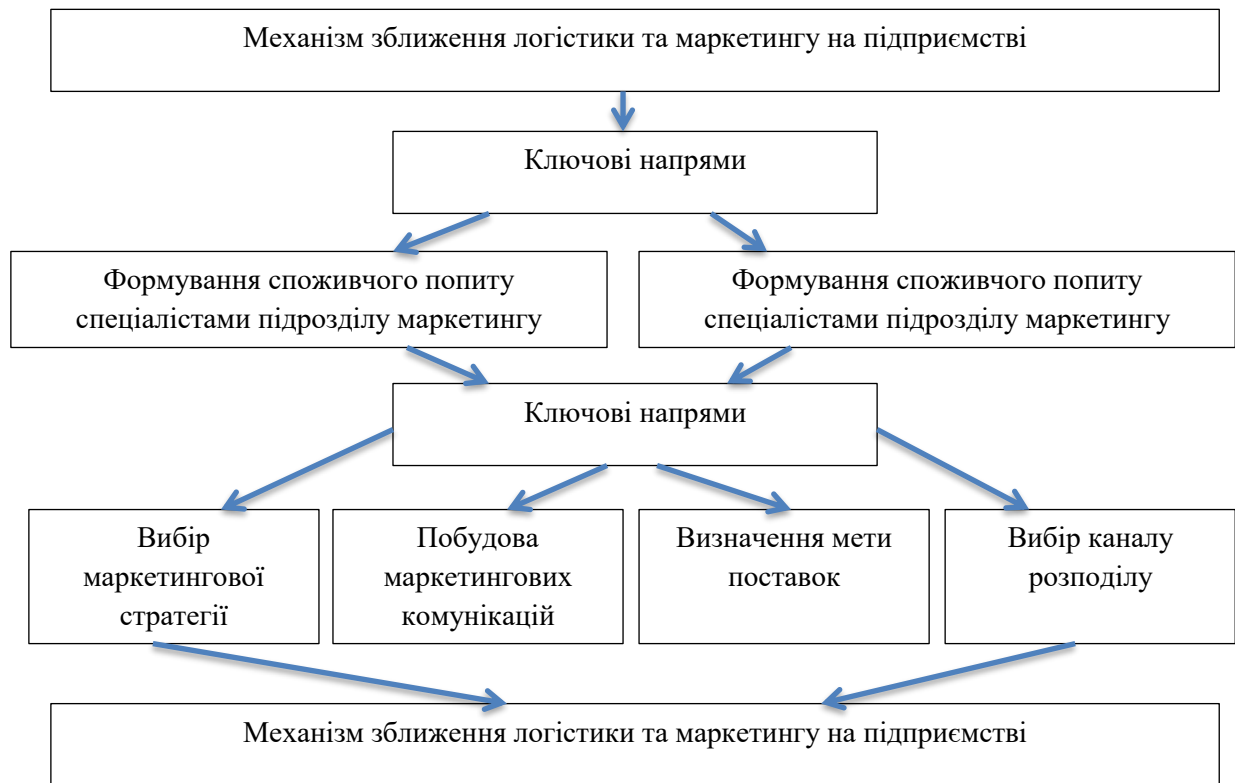 Механізм зближення логістики та маркетингу на підприємстві
Ключові напрями
Формування споживчого попиту
спеціалістами підрозділу маркетингу
Формування споживчого попиту
спеціалістами підрозділу маркетингу
Ключові напрями
Вибір
маркетингової
стратегії
Побудова
маркетингових
комунікацій
Визначення мети
поставок
Вибір каналу
розподілу
Механізм зближення логістики та маркетингу на підприємстві